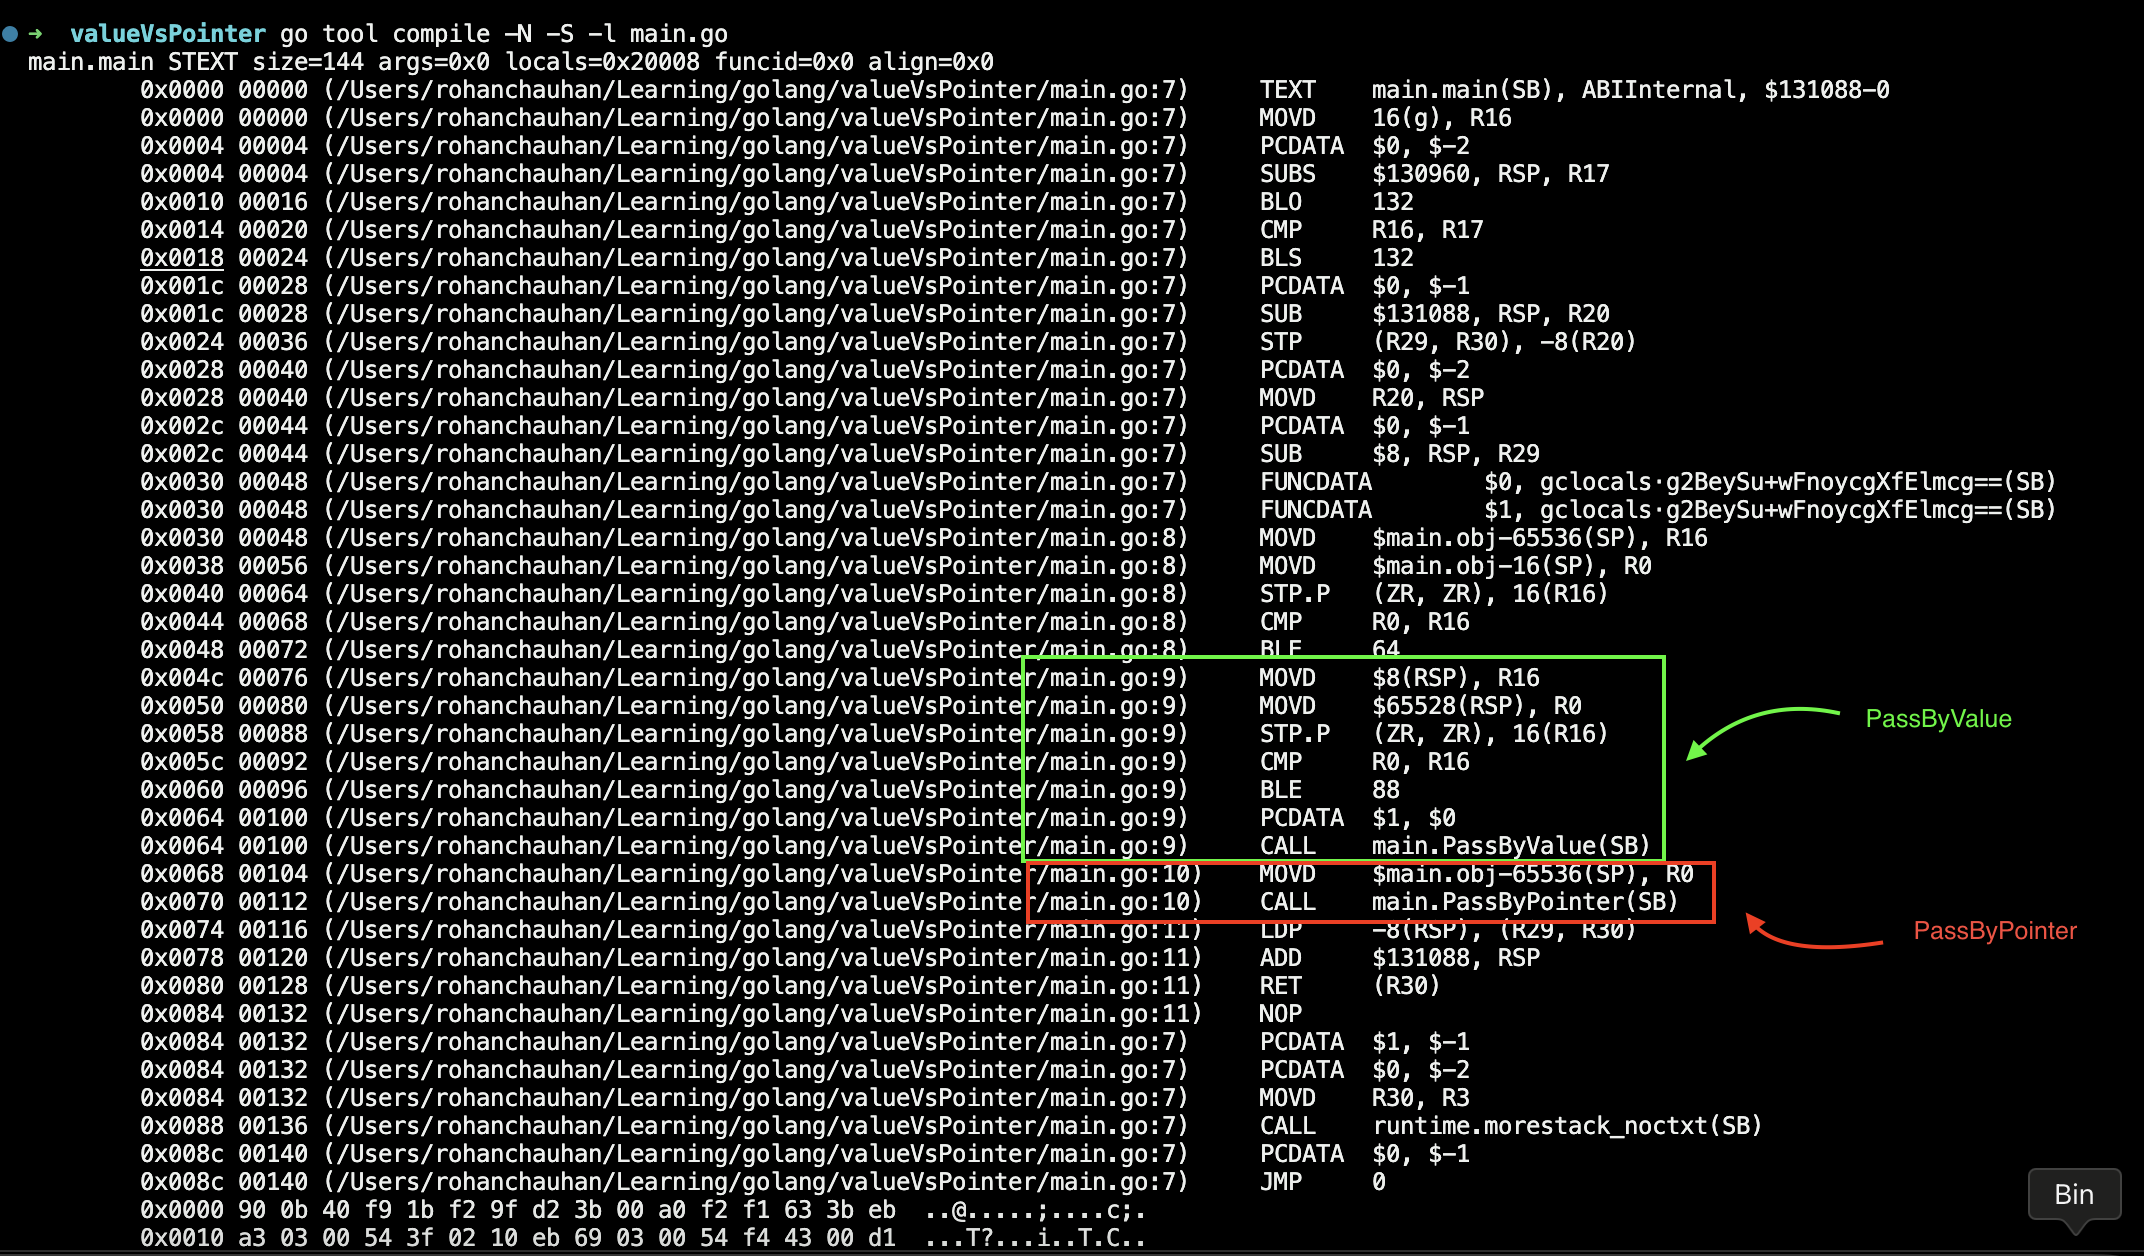 ➜ valueVsPointer go tool compile -N -S -l main.go
main.main STEXT size=144 args=0x0 locals=0x20008 funcid=0x0 align=0x0
0x0000 00000 (/Users/rohanchauhan/Learning/golang/valueVsPointer/main.go:7) TEXT main.main(SB), ABIInternal, $131088-0
0x0000 00000 (/Users/rohanchauhan/Learning/golang/valueVsPointer/main.go:7) MOVD 16(g), R16
0x0004 00004 (/Users/rohanchauhan/Learning/golang/valueVsPointer/main.go:7) PCDATA $0, $-2
0x0004 00004 (/Users/rohanchauhan/Learning/golang/valueVsPointer/main.go:7) SUBS $130960, RSP, R17
0x0010 00016 (/Users/rohanchauhan/Learning/golang/valueVsPointer/main.go:7) BLO 132
0x0014 00020 (/Users/rohanchauhan/Learning/golang/valueVsPointer/main.go:7) CMP R16, R17
0x0018 00024 (/Users/rohanchauhan/Learning/golang/valueVsPointer/main.go:7) BLS 132
0x001c 00028 (/Users/rohanchauhan/Learning/golang/valueVsPointer/main.go:7) PCDATA $0, $-1
0x001c 00028 (/Users/rohanchauhan/Learning/golang/valueVsPointer/main.go:7) SUB $131088, RSP, R20
0x0024 00036 (/Users/rohanchauhan/Learning/golang/valueVsPointer/main.go:7) STP (R29, R30), -8(R20)
0x0028 00040 (/Users/rohanchauhan/Learning/golang/valueVsPointer/main.go:7) PCDATA $0, $-2
0x0028 00040 (/Users/rohanchauhan/Learning/golang/valueVsPointer/main.go:7) MOVD R20, RSP
0x002c 00044 (/Users/rohanchauhan/Learning/golang/valueVsPointer/main.go:7) PCDATA $0, $-1
0x002c 00044 (/Users/rohanchauhan/Learning/golang/valueVsPointer/main.go:7) SUB $8, RSP, R29
0x0030 00048 (/Users/rohanchauhan/Learning/golang/valueVsPointer/main.go:7) FUNCDATA $0, gclocals·g2BeySu+wFnoycgXfElmcg==(SB)
0x0030 00048 (/Users/rohanchauhan/Learning/golang/valueVsPointer/main.go:7) FUNCDATA $1, gclocals·g2BeySu+wFnoycgXfElmcg==(SB)
0x0030 00048 (/Users/rohanchauhan/Learning/golang/valueVsPointer/main.go:8) MOVD $main.obj-65536(SP), R16
0x0038 00056 (/Users/rohanchauhan/Learning/golang/valueVsPointer/main.go:8) MOVD $main.obj-16(SP), R0
0x0040 00064 (/Users/rohanchauhan/Learning/golang/valueVsPointer/main.go:8) STP.P (ZR, ZR), 16(R16)
0x0044 00068 (/Users/rohanchauhan/Learning/golang/valueVsPointer/main.go:8) CMP R0, R16
0x0048 00072 (/Users/rohanchauhan/Learning/golang/valueVsPointer/main.go:8) BLE 64
0x004c 00076 (/Users/rohanchauhan/Learning/golang/valueVsPointer/main.go:9) MOVD $8(RSP), R16
0x0050 00080 (/Users/rohanchauhan/Learning/golang/valueVsPointer/main.go:9) MOVD $65528(RSP), R0
PassByValue
0x0058 00088 (/Users/rohanchauhan/Learning/golang/valueVsPointer/main.go:9) STP.P (ZR, ZR), 16(R16)
0x005c 00092 (/Users/rohanchauhan/Learning/golang/valueVsPointer/main.go:9) CMP R0, R16
0x0060 00096 (/Users/rohanchauhan/Learning/golang/valueVsPointer/main.go:9) BLE 88
0x0064 00100 (/Users/rohanchauhan/Learning/golang/valueVsPointer/main.go:9) PCDATA $1, $0
0x0064 00100 (/Users/rohanchauhan/Learning/golang/valueVsPointer/main.go:9) CALL main.PassByValue(SB)
0x0068 00104 (/Users/rohanchauhan/Learning/golang/valueVsPointer/main.go:10) MOVD $main.obj-65536(SP), R0
0x0070 00112 (/Users/rohanchauhan/Learning/golang/valueVsPointer/main.go:10) CALL main.PassByPointer(SB)
0x0074 00116 (/Users/rohanchauhan/Learning/golang/valueVsPointer/main.go:11) LDP -8(RSP), (R29, R30)
PassByPointer
0x0078 00120 (/Users/rohanchauhan/Learning/golang/valueVsPointer/main.go:11) ADD $131088, RSP
0x0080 00128 (/Users/rohanchauhan/Learning/golang/valueVsPointer/main.go:11) RET (R30)
0x0084 00132 (/Users/rohanchauhan/Learning/golang/valueVsPointer/main.go:11) NOP
0x0084 00132 (/Users/rohanchauhan/Learning/golang/valueVsPointer/main.go:7) PCDATA $1, $-1
0x0084 00132 (/Users/rohanchauhan/Learning/golang/valueVsPointer/main.go:7) PCDATA $0, $-2
0x0084 00132 (/Users/rohanchauhan/Learning/golang/valueVsPointer/main.go:7) MOVD R30, R3
0x0088 00136 (/Users/rohanchauhan/Learning/golang/valueVsPointer/main.go:7) CALL runtime.morestack_noctxt(SB)
0x008c 00140 (/Users/rohanchauhan/Learning/golang/valueVsPointer/main.go:7) PCDATA $0, $-1
0x008c 00140 (/Users/rohanchauhan/Learning/golang/valueVsPointer/main.go:7) JMP 0
Bin
0x0000 90 0b 40 f9 1b f2 9f d2 3b 00 a0 f2 f1 63 3b eb ..@.....;....c;.
0x0010 a3 03 00 54 3f 02 10 eb 69 03 00 54 f4 43 00 d1 ...T?...i..T.C..